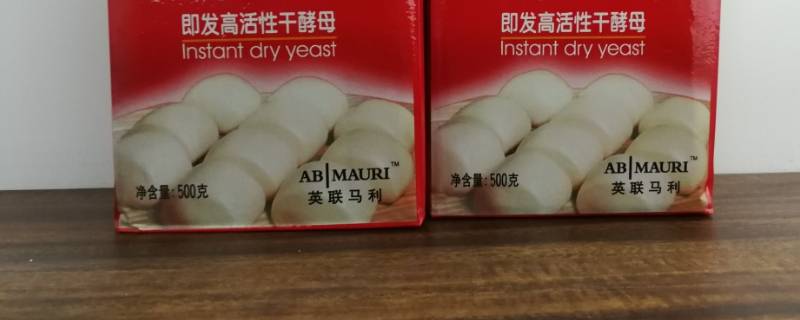 即发高活性干酵母
Instant dry yeast
AB|MAURI™
净含量:500克
英联马利
即发高活性干酵母
Instant dry yeast
AB|MAURI™
净含量:500克
英联马利